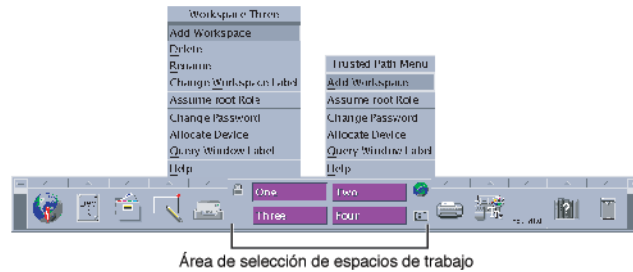 Workspace Three
Add Workspace
Delete
Rename
Change Workspace Label
Assume root Role
Change Password
Allocate Device
Query Window Label
Help
Trusted Path Menu
Add Workspace
Assume root Role
Change Password
Allocate Device
Query Window Label
Help
One
Two
Three
Four
Área de selección de espacios de trabajo